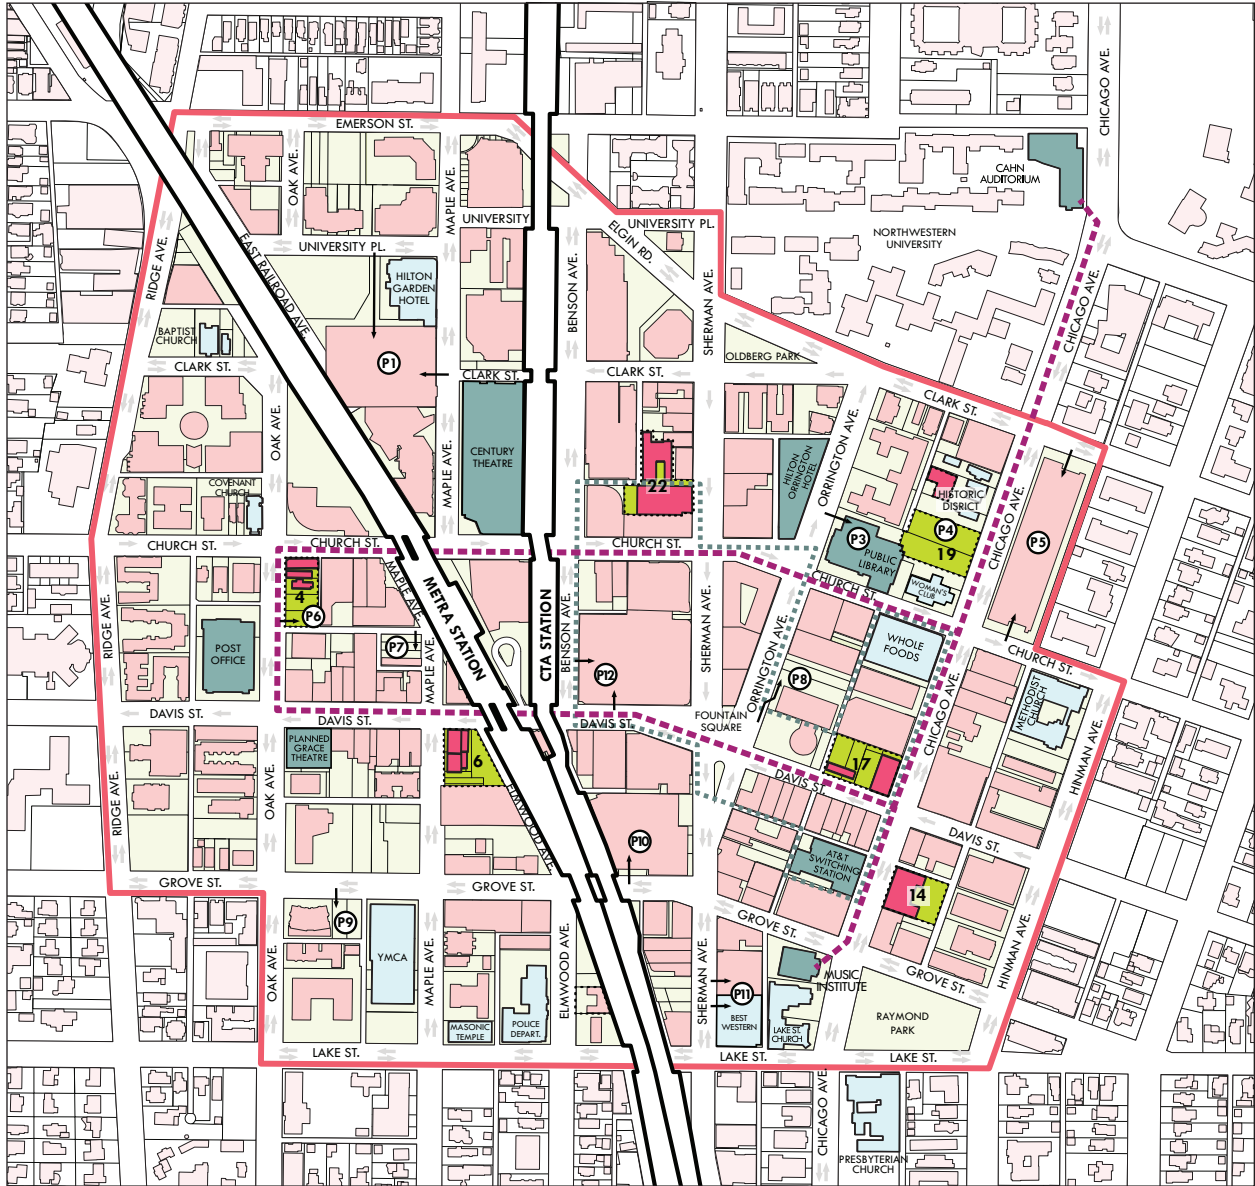 CHICAGO AVE.
EMERSON ST.
OAK AVE.
MAPLE AVE.
CAHN
AUDITORIUM
UNIVERSITY
UNIVERSITY PL.
UNIVERSITY PL.
ELGIN RD.
NORTHWESTERN
UNIVERSITY
RIDGE AVE.
EAST RAILROAD AVE.
HILTON
GARDEN
HOTEL
BENSON AVE.
SHERMAN AVE.
CHICAGO AVE.
BAPTIST
CHURCH
P1
OLDBERG PARK
CLARK ST.
CLARK ST.
CLARK ST.
CLARK ST.
OAK AVE.
MAPLE AVE.
CENTURY
THEATRE
HILTON
ORRINGTON
HOTEL
ORRINGTON AVE.
22
COVENANT
CHURCH
HISTORIC
DISRICT
CHICAGO AVE.
P4
19
P5
P3
PUBLIC
LIBRARY
CHURCH ST.
CHURCH ST.
CHURCH ST.
CHURCH ST.
WOMAN'S
CLUB
MAPLE AVE.
METRA STATION
CTA STATION
BENSON AVE.
SHERMAN AVE.
4
P6
RIDGE AVE.
POST
OFFICE
P7
MAPLE AVE.
WHOLE
FOODS
CHURCH ST.
P12
P8
ORRINGTON AVE.
CHICAGO AVE.
METHODIST
CHURCH
HINMAN AVE.
DAVIS ST.
DAVIS ST.
DAVIS ST.
FOUNTAIN
SQUARE
PLANNED
GRACE
THEATRE
6
17
DAVIS S
RIDGE AVE.
OAK AVE.
ELMWOOD AVE.
P10
DAVIS ST.
AT&T
SWITCHING
STATION
GROVE ST.
GROVE ST.
14
P9
GROVE ST.
YMCA
OAK AVE.
MAPLE AVE.
ELMWOOD AVE.
SHERMAN AVE.
HINMAN AVE.
GROVE ST.
MUSIC
INSTITUTE
P11
BEST
WESTERN
RAYMOND
PARK
MASONIC
TEMPLE
POLICE
DEPART.
LAKE ST.
CHURCH
LAKE ST.
LAKE ST.
LAKE ST.
CHICAGO AVE.
PRESBYTERIAN
CHURCH